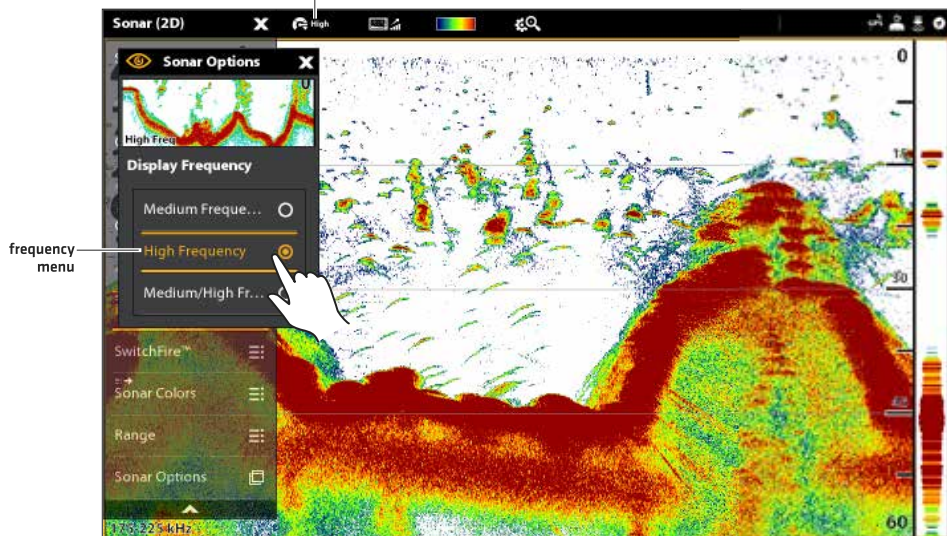 Sonar (2D)
High
0
Sonar Options
High Freq
Display Frequency
15
Medium Freque...
frequency
menu
High Frequency
30
Medium/High Fr...
SwitchFire™
Sonar Colors
Range
Sonar Options
60